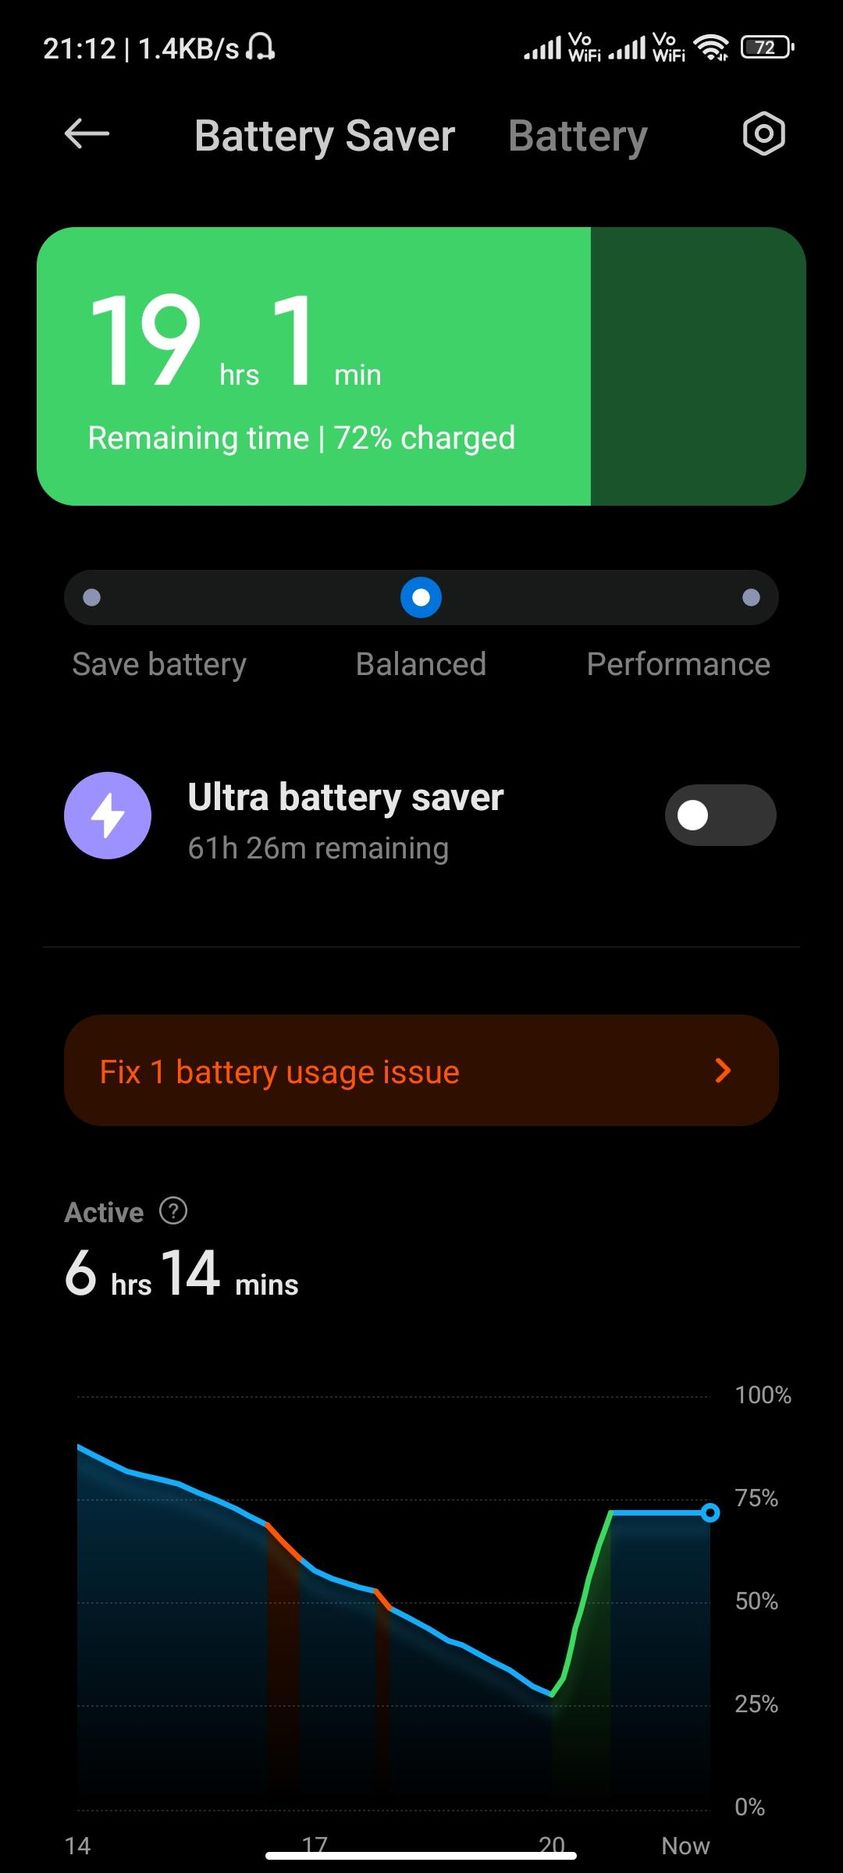 21:12 | 1.4KB/s Vo WiFi Vo WiFi 72
Battery Saver Battery
19 hrs 1 min
Remaining time | 72% charged
Save battery Balanced Performance
Ultra battery saver
61h 26m remaining
Fix 1 battery usage issue
Active ?
6 hrs 14 mins
100%
75%
50%
25%
0%
14 17 20 Now